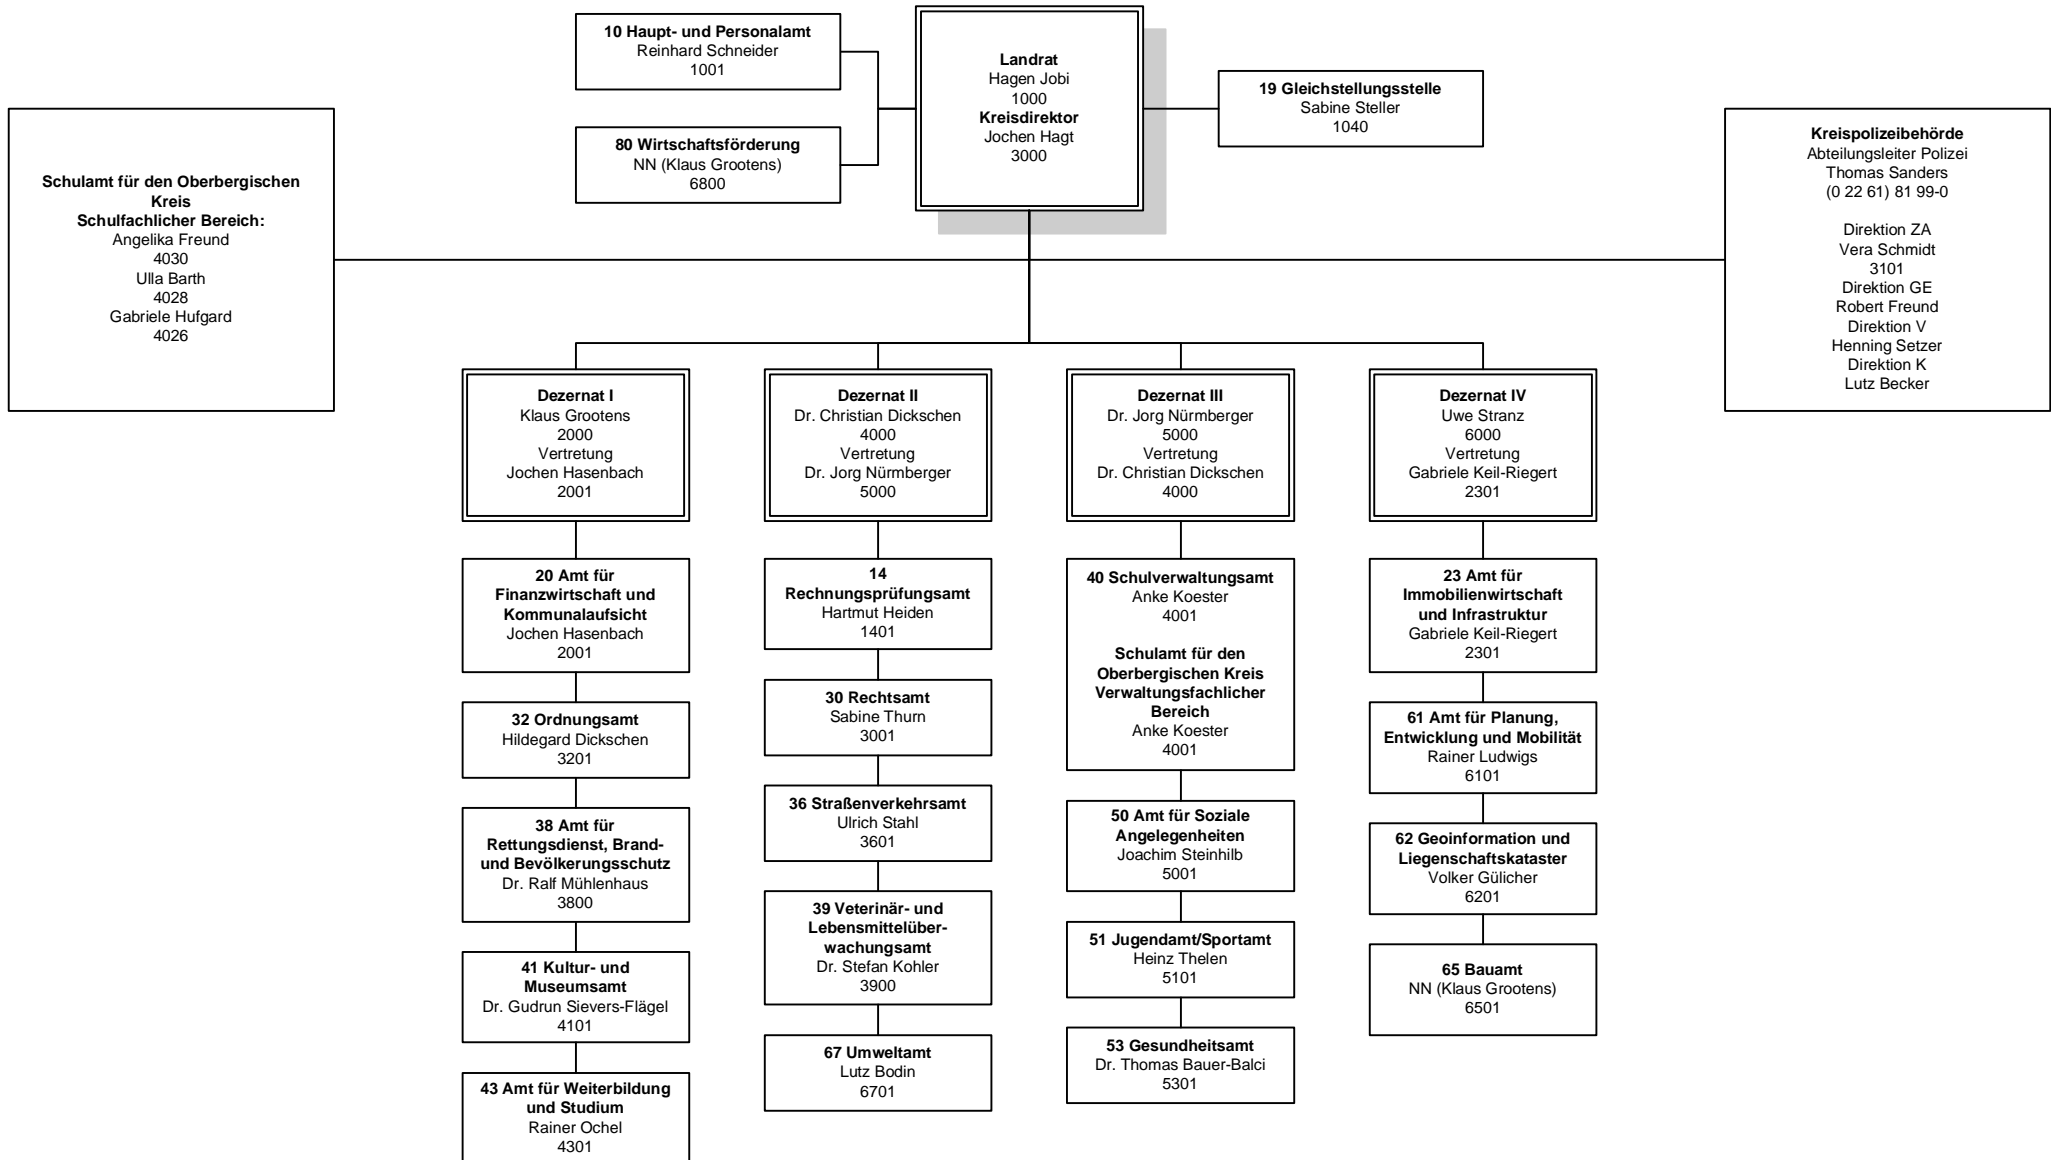 10 Haupt- und Personalamt
Reinhard Schneider
1001
80 Wirtschaftsförderung
NN (Klaus Grootens)
6800
Landrat
Hagen Jobi
1000
Kreisdirektor
Jochen Hagt
3000
19 Gleichstellungsstelle
Sabine Steller
1040
Schulamt für den Oberbergischen
Kreis
Schulfachlicher Bereich:
Angelika Freund
4030
Ulla Barth
4028
Gabriele Hufgard
4026
Kreispolizeibehörde
Abteilungsleiter Polizei
Thomas Sanders
(0 22 61) 81 99-0
Direktion ZA
Vera Schmidt
3101
Direktion GE
Robert Freund
Direktion V
Henning Setzer
Direktion K
Lutz Becker
Dezernat I
Klaus Grootens
2000
Vertretung
Jochen Hasenbach
2001
20 Amt für
Finanzwirtschaft und
Kommunalaufsicht
Jochen Hasenbach
2001
32 Ordnungsamt
Hildegard Dickschen
3201
38 Amt für
Rettungsdienst, Brand-
und Bevölkerungsschutz
Dr. Ralf Mühlenhaus
3800
41 Kultur- und
Museumsamt
Dr. Gudrun Sievers-Flägel
4101
43 Amt für Weiterbildung
und Studium
Rainer Ochel
4301
Dezernat II
Dr. Christian Dickschen
4000
Vertretung
Dr. Jorg Nürmberger
5000
14
Rechnungsprüfungsamt
Hartmut Heiden
1401
30 Rechtsamt
Sabine Thurn
3001
36 Straßenverkehrsamt
Ulrich Stahl
3601
39 Veterinär- und
Lebensmittelüber-
wachungsamt
Dr. Stefan Kohler
3900
67 Umweltamt
Lutz Bodin
6701
Dezernat III
Dr. Jorg Nürmberger
5000
Vertretung
Dr. Christian Dickschen
4000
40 Schulverwaltungsamt
Anke Koester
4001
Schulamt für den
Oberbergischen Kreis
Verwaltungsfachlicher
Bereich
Anke Koester
4001
50 Amt für Soziale
Angelegenheiten
Joachim Steinhilb
5001
51 Jugendamt/Sportamt
Heinz Thelen
5101
53 Gesundheitsamt
Dr. Thomas Bauer-Balci
5301
Dezernat IV
Uwe Stranz
6000
Vertretung
Gabriele Keil-Riegert
2301
23 Amt für
Immobilienwirtschaft
und Infrastruktur
Gabriele Keil-Riegert
2301
61 Amt für Planung,
Entwicklung und Mobilität
Rainer Ludwigs
6101
62 Geoinformation und
Liegenschaftskataster
Volker Gülicher
6201
65 Bauamt
NN (Klaus Grootens)
6501